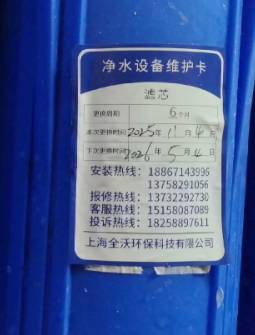 净水设备维护卡
滤芯
更换周期 6个月
本次更换时间 2025年 11月 4日
下次更换时间 2026年 5月 4日
安装热线：18867143996
13758291056
报修热线：13732292730
客服热线：15158087089
投诉热线：18258897611
上海全沃环保科技有限公司